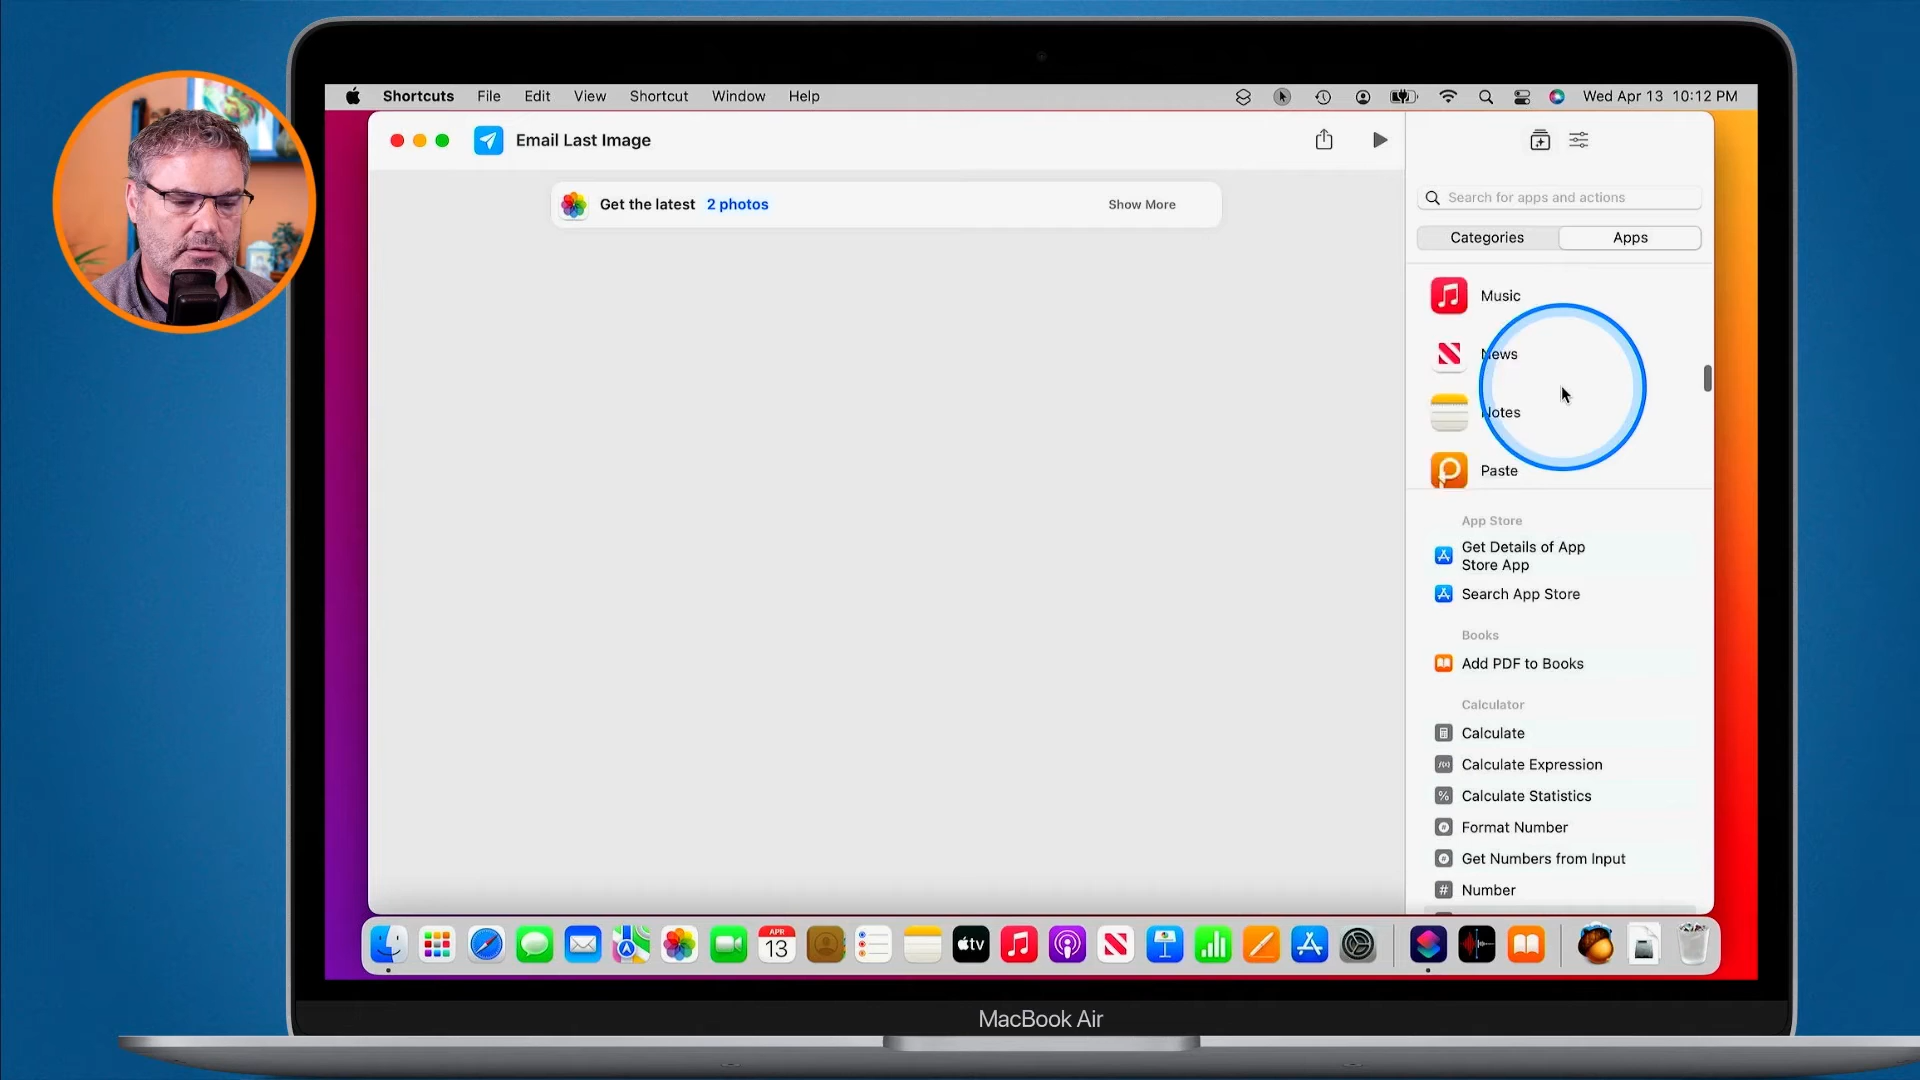 Shortcuts File Edit View Shortcut Window Help Wed Apr 13 10:12 PM
Email Last Image
Get the latest 2 photos Show More
Search for apps and actions
Categories Apps
Music
News
Notes
Paste
App Store
Get Details of App
Store App
Search App Store
Books
Add PDF to Books
Calculator
Calculate
Calculate Expression
Calculate Statistics
Format Number
Get Numbers from Input
Number
APR
13
tv
MacBook Air